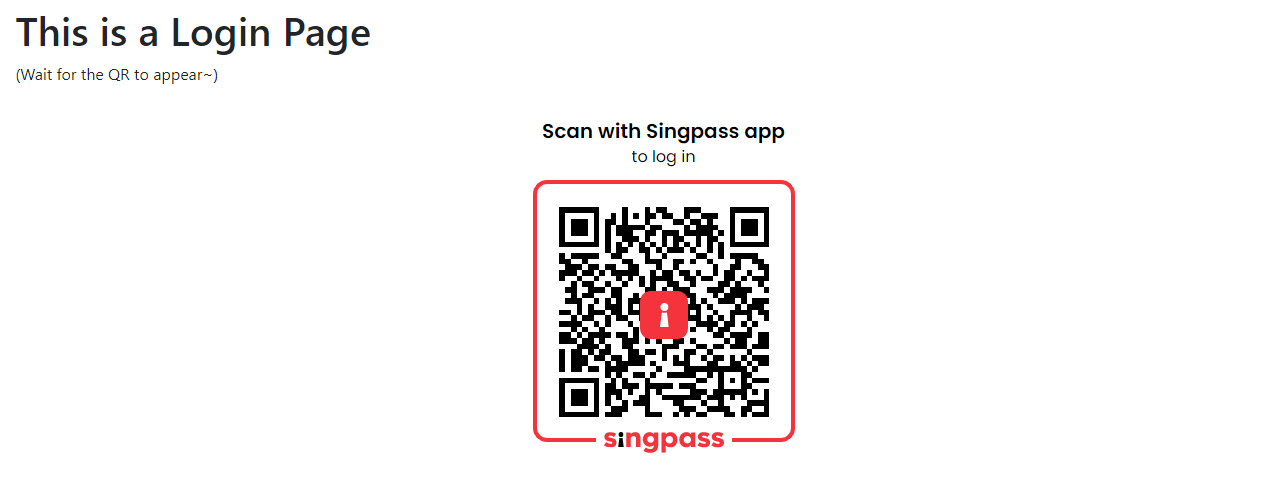 This is a Login Page
(Wait for the QR to appear~)
Scan with Singpass app
to log in
singpass